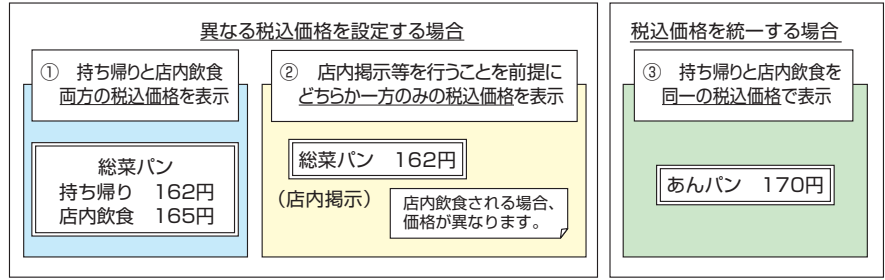 異なる税込価格を設定する場合
① 持ち帰りと店内飲食
両方の税込価格を表示
総菜パン
持ち帰り 162円
店内飲食 165円
② 店内掲示等を行うことを前提に
どちらか一方のみの税込価格を表示
総菜パン 162円
(店内掲示)
店内飲食される場合、
価格が異なります。
税込価格を統一する場合
③ 持ち帰りと店内飲食を
同一の税込価格で表示
あんパン 170円